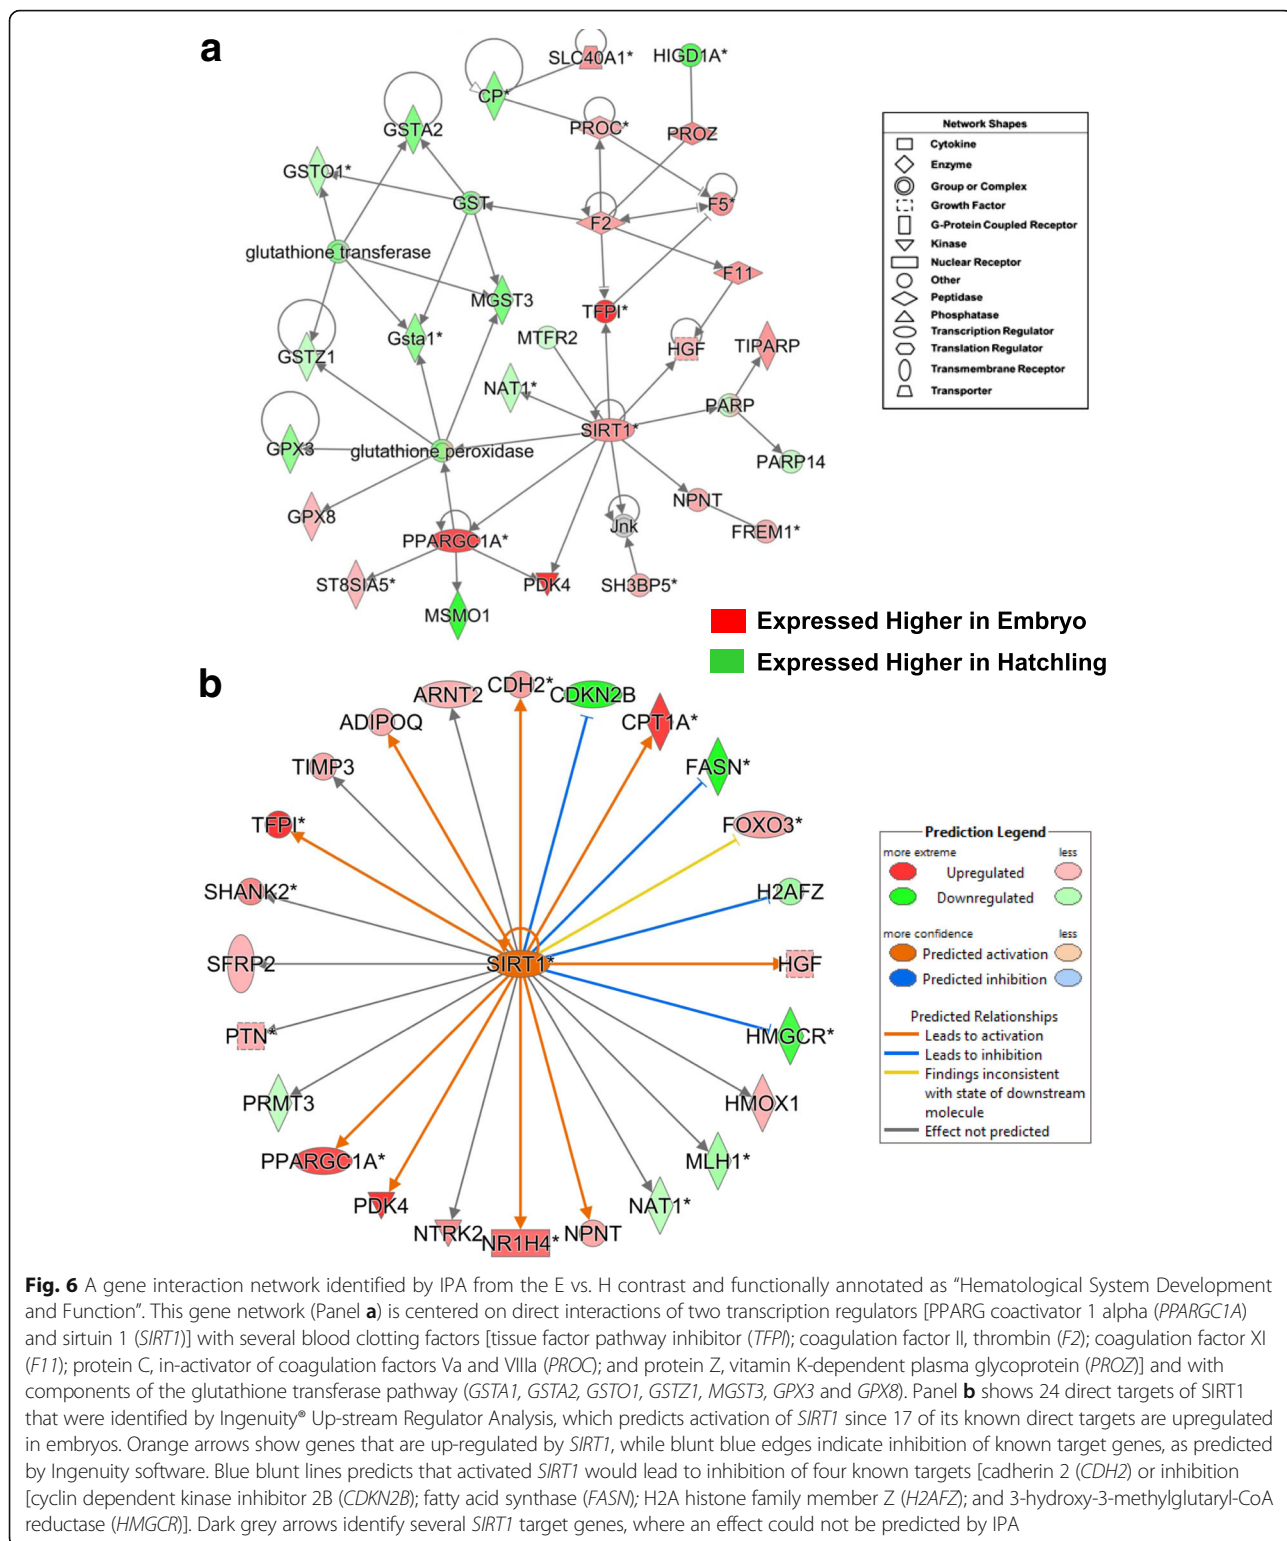 a
SLC40A1*
HIGD1A*
CP*
GSTA2
PROC*
PROZ
GSTO1*
GST
F5*
F2
glutathione transferase
F11
MGST3
TFPI*
Gsta1*
MTFR2
HGF
TIPARP
GSTZ1
NAT1*
PARP
SIRT1*
GPX3
glutathione peroxidase
PARP14
NPNT
GPX8
Jnk
FREM1*
PPARGC1A*
ST8SIA5*
PDK4
SH3BP5*
MSMO1
Network Shapes
Cytokine
Enzyme
Group or Complex
Growth Factor
G-Protein Coupled Receptor
Kinase
Nuclear Receptor
Other
Peptidase
Phosphatase
Transcription Regulator
Translation Regulator
Transmembrane Receptor
Transporter
Expressed Higher in Embryo
Expressed Higher in Hatchling
b
ARNT2
CDH2*
CDKN2B
ADIPOQ
CPT1A*
TIMP3
FASN*
TFPI*
FOXO3*
SHANK2*
H2AFZ
SFRP2
SIRT1*
HGF
PTN*
HMGCR*
PRMT3
HMOX1
PPARGC1A*
MLH1*
PDK4
NAT1*
NTRK2
NR1H4*
NPNT
Prediction Legend
more extreme less
Upregulated
Downregulated
more confidence less
Predicted activation
Predicted inhibition
Predicted Relationships
Leads to activation
Leads to inhibition
Findings inconsistent
with state of downstream
molecule
Effect not predicted
Fig. 6 A gene interaction network identified by IPA from the E vs. H contrast and functionally annotated as “Hematological System Development
and Function”. This gene network (Panel a) is centered on direct interactions of two transcription regulators [PPARG coactivator 1 alpha (PPARGC1A)
and sirtuin 1 (SIRT1)] with several blood clotting factors [tissue factor pathway inhibitor (TFPI); coagulation factor II, thrombin (F2); coagulation factor XI
(F11); protein C, in-activator of coagulation factors Va and VIIIa (PROC); and protein Z, vitamin K-dependent plasma glycoprotein (PROZ)] and with
components of the glutathione transferase pathway (GSTA1, GSTA2, GSTO1, GSTZ1, MGST3, GPX3 and GPX8). Panel b shows 24 direct targets of SIRT1
that were identified by Ingenuity® Up-stream Regulator Analysis, which predicts activation of SIRT1 since 17 of its known direct targets are upregulated
in embryos. Orange arrows show genes that are up-regulated by SIRT1, while blunt blue edges indicate inhibition of known target genes, as predicted
by Ingenuity software. Blue blunt lines predicts that activated SIRT1 would lead to inhibition of four known targets [cadherin 2 (CDH2) or inhibition
[cyclin dependent kinase inhibitor 2B (CDKN2B); fatty acid synthase (FASN); H2A histone family member Z (H2AFZ); and 3-hydroxy-3-methylglutaryl-CoA
reductase (HMGCR)]. Dark grey arrows identify several SIRT1 target genes, where an effect could not be predicted by IPA